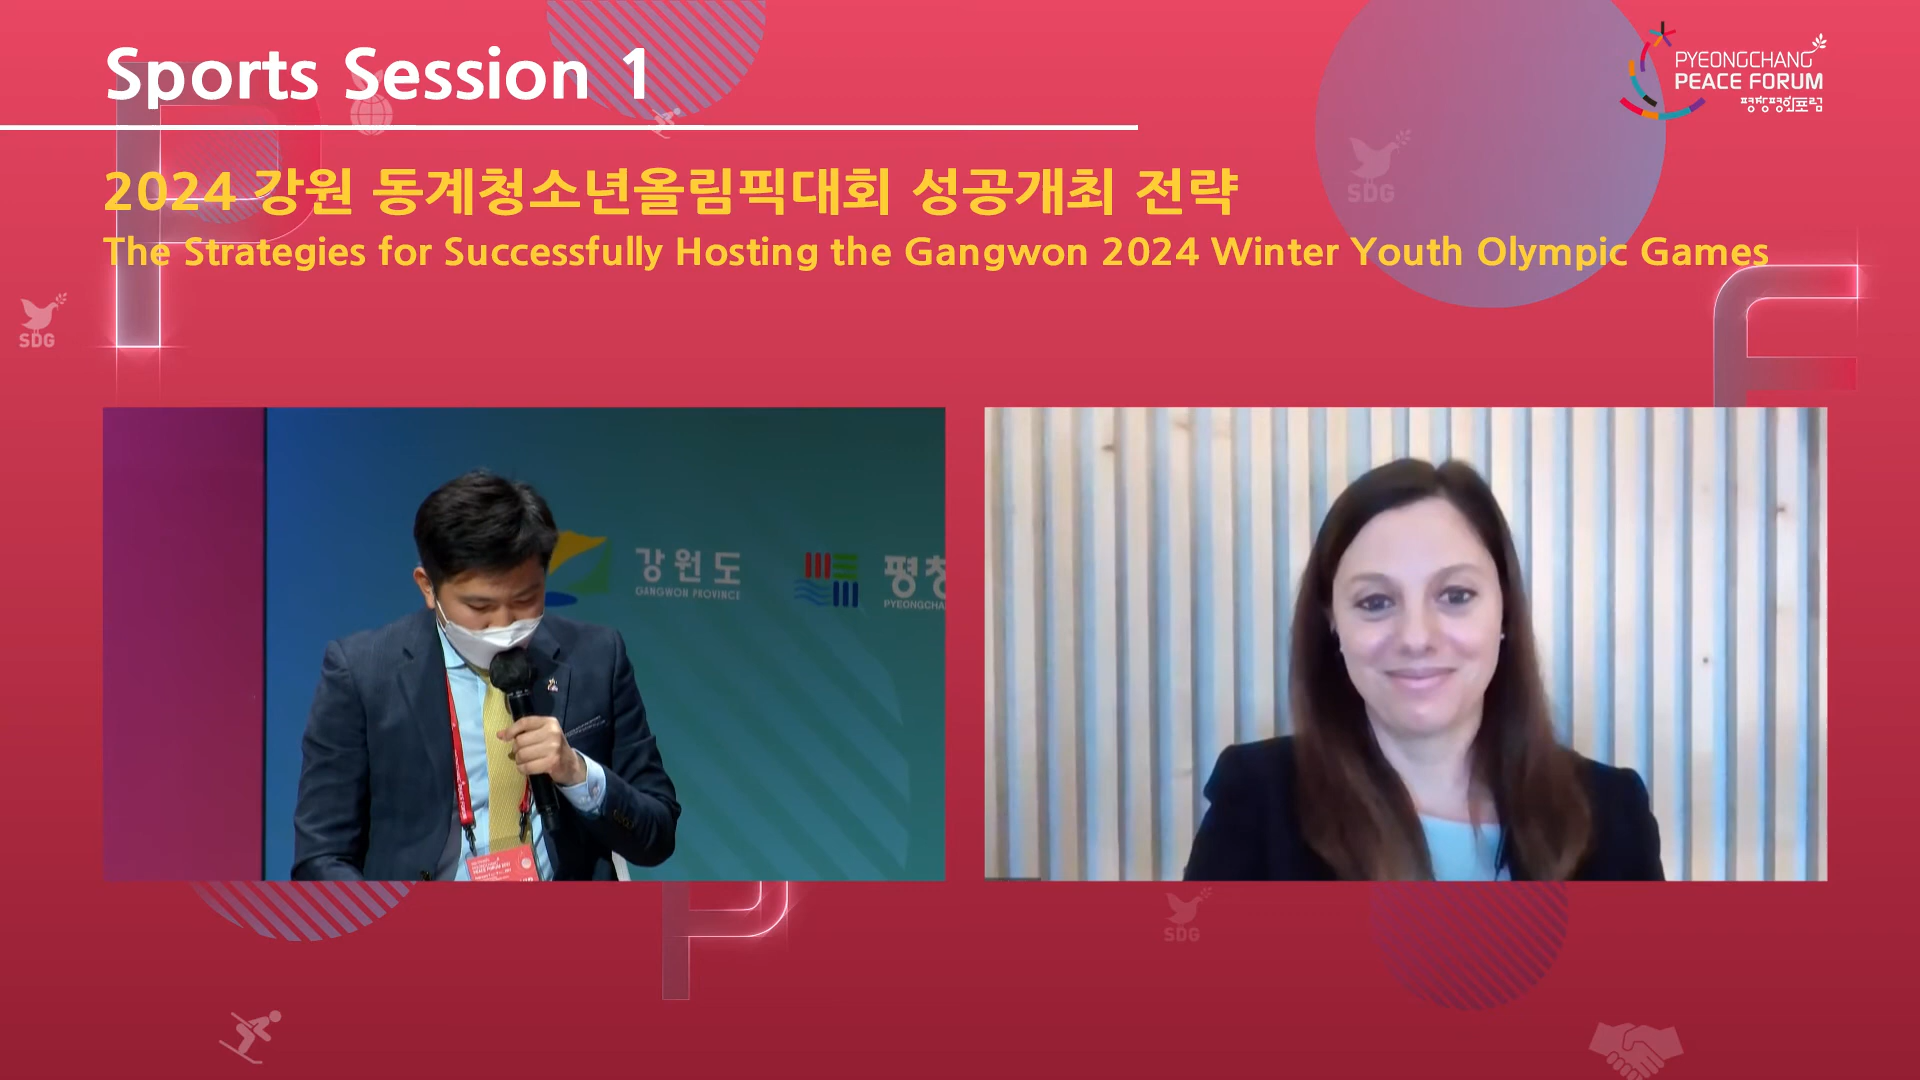 Sports Session 1
PYEONGCHANG
PEACE FORUM
평창평화포럼
2024 강원 동계청소년올림픽대회 성공개최 전략
The Strategies for Successfully Hosting the Gangwon 2024 Winter Youth Olympic Games
SDG
SDG
강원도
GANGWON PROVINCE
평창
PYEONGCHA
PEACE FORUM
SDG